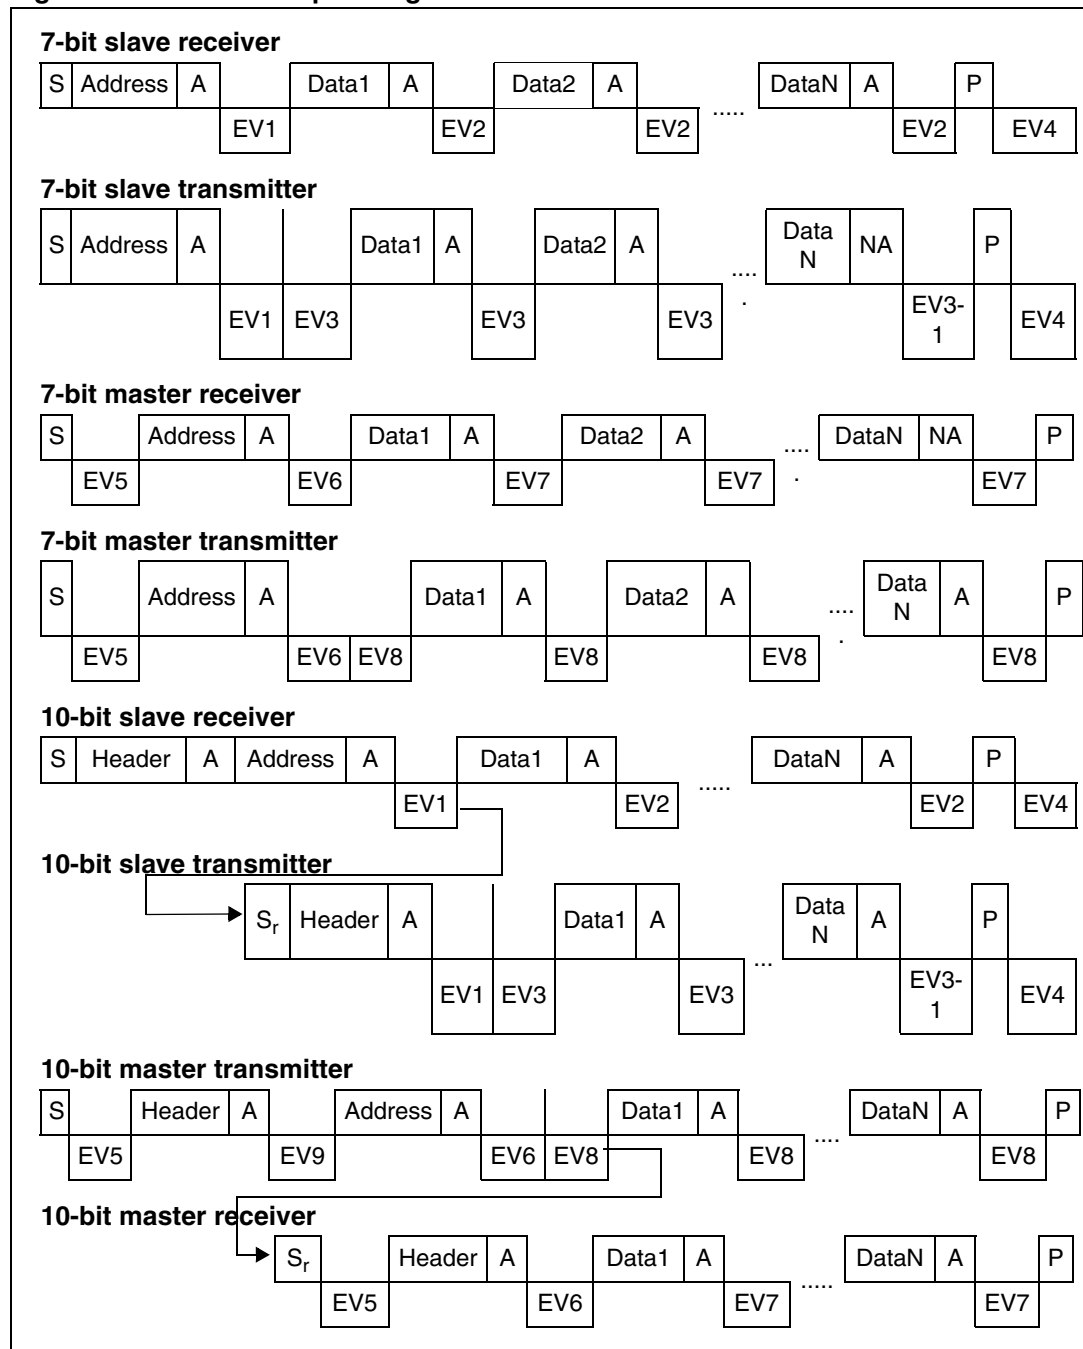 7-bit slave receiver
S Address A Data1 A Data2 A ..... DataN A P
EV1 EV2 EV2 EV2 EV4
7-bit slave transmitter
S Address A Data1 A Data2 A ..... Data N NA P
EV1 EV3 EV3 EV3 EV3-1 EV4
7-bit master receiver
S Address A Data1 A Data2 A ..... DataN NA P
EV5 EV6 EV7 EV7 EV7
7-bit master transmitter
S Address A Data1 A Data2 A ..... Data N A P
EV5 EV6 EV8 EV8 EV8 EV8
10-bit slave receiver
S Header A Address A Data1 A ..... DataN A P
EV1 EV2 EV2 EV4
10-bit slave transmitter
Sr Header A Data1 A ... Data N A P
EV1 EV3 EV3 EV3-1 EV4
10-bit master transmitter
S Header A Address A Data1 A .... DataN A P
EV5 EV9 EV6 EV8 EV8 EV8
10-bit master receiver
Sr Header A Data1 A ..... DataN A P
EV5 EV6 EV7 EV7